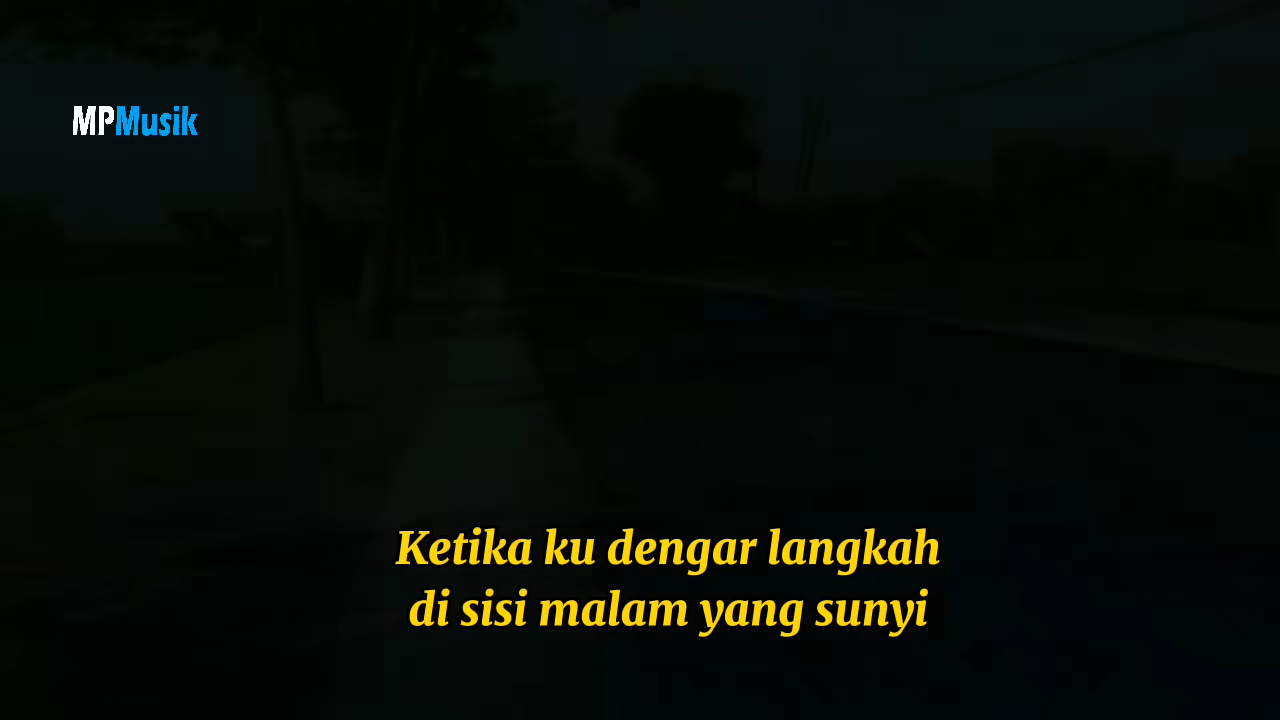 MPMusik
Ketika ku dengar langkah
di sisi malam yang sunyi